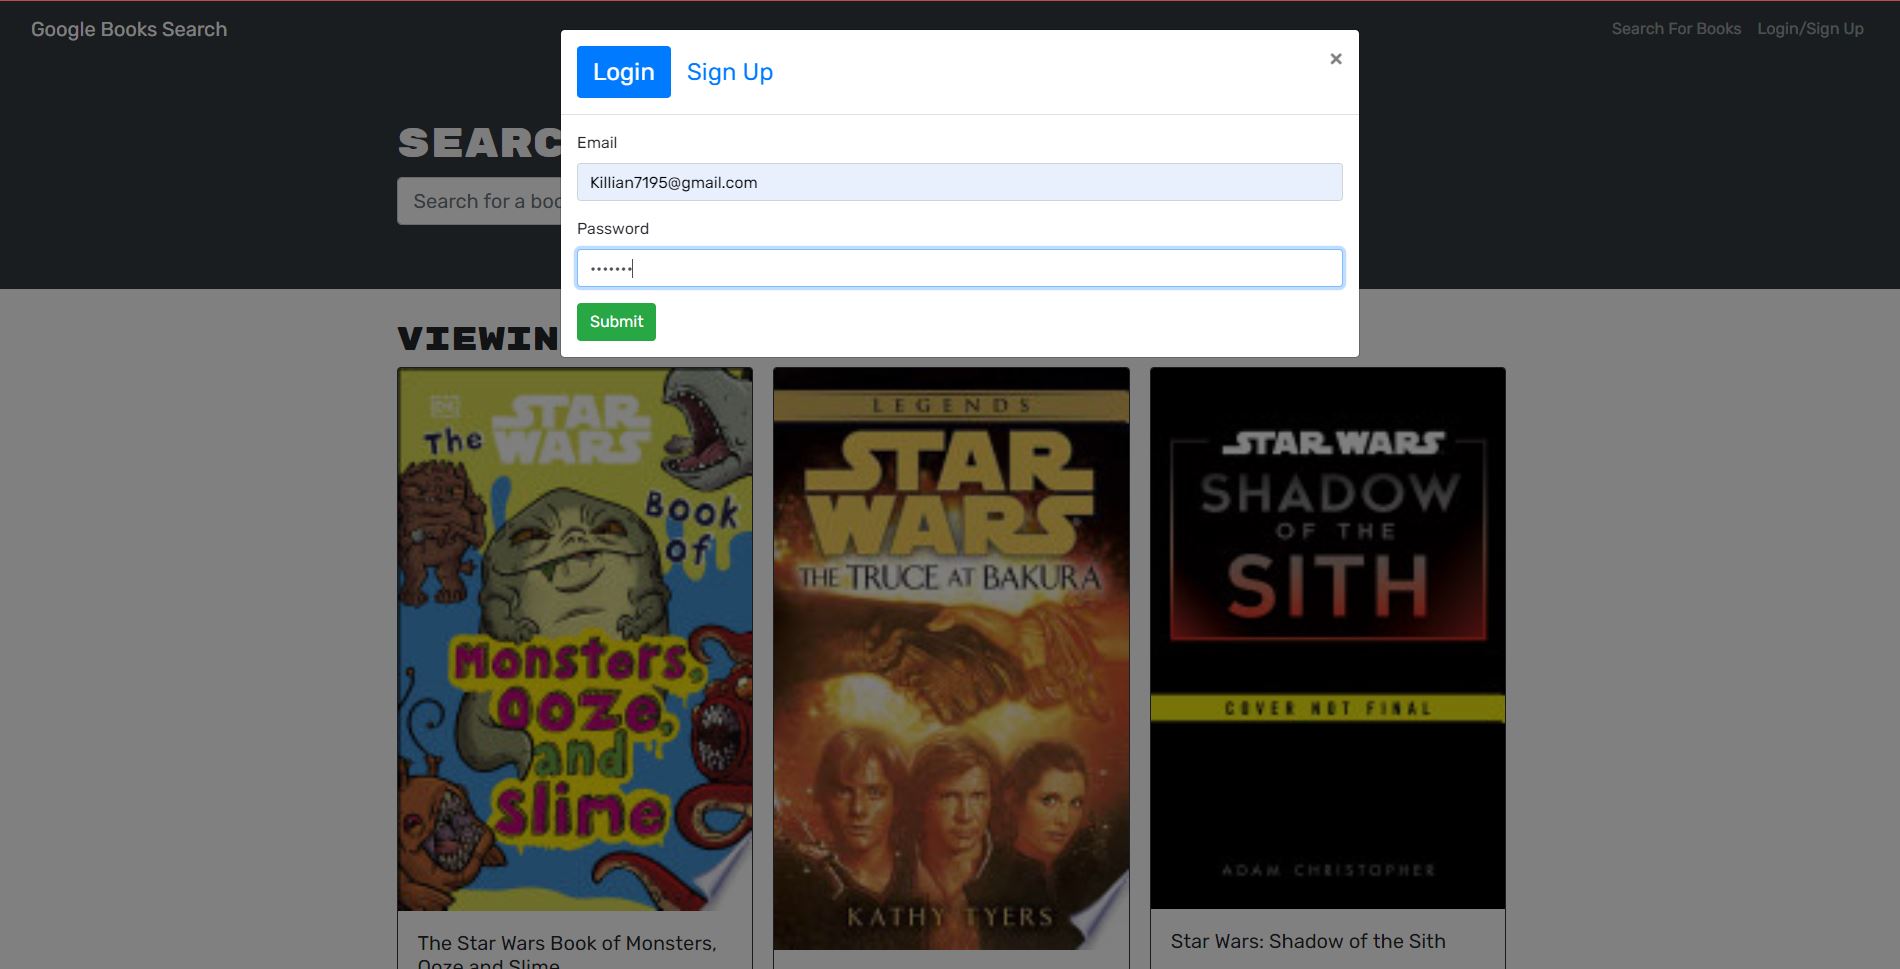 Google Books Search
Search For Books
Login/Sign Up
Login
Sign Up
×
Email
Killian7195@gmail.com
Password
•••••••
Submit
SEARC
Search for a boo
VIEWIN
DK
The
STAR
WARS
Book
of
Monsters,
Ooze,
and
Slime
LEGENDS
STAR
WARS
THE TRUCE AT BAKURA
KATHY TYERS
STAR WARS
SHADOW
OF THE
SITH
COVER NOT FINAL
ADAM CHRISTOPHER
The Star Wars Book of Monsters,
Ooze and Slime
Star Wars: Shadow of the Sith